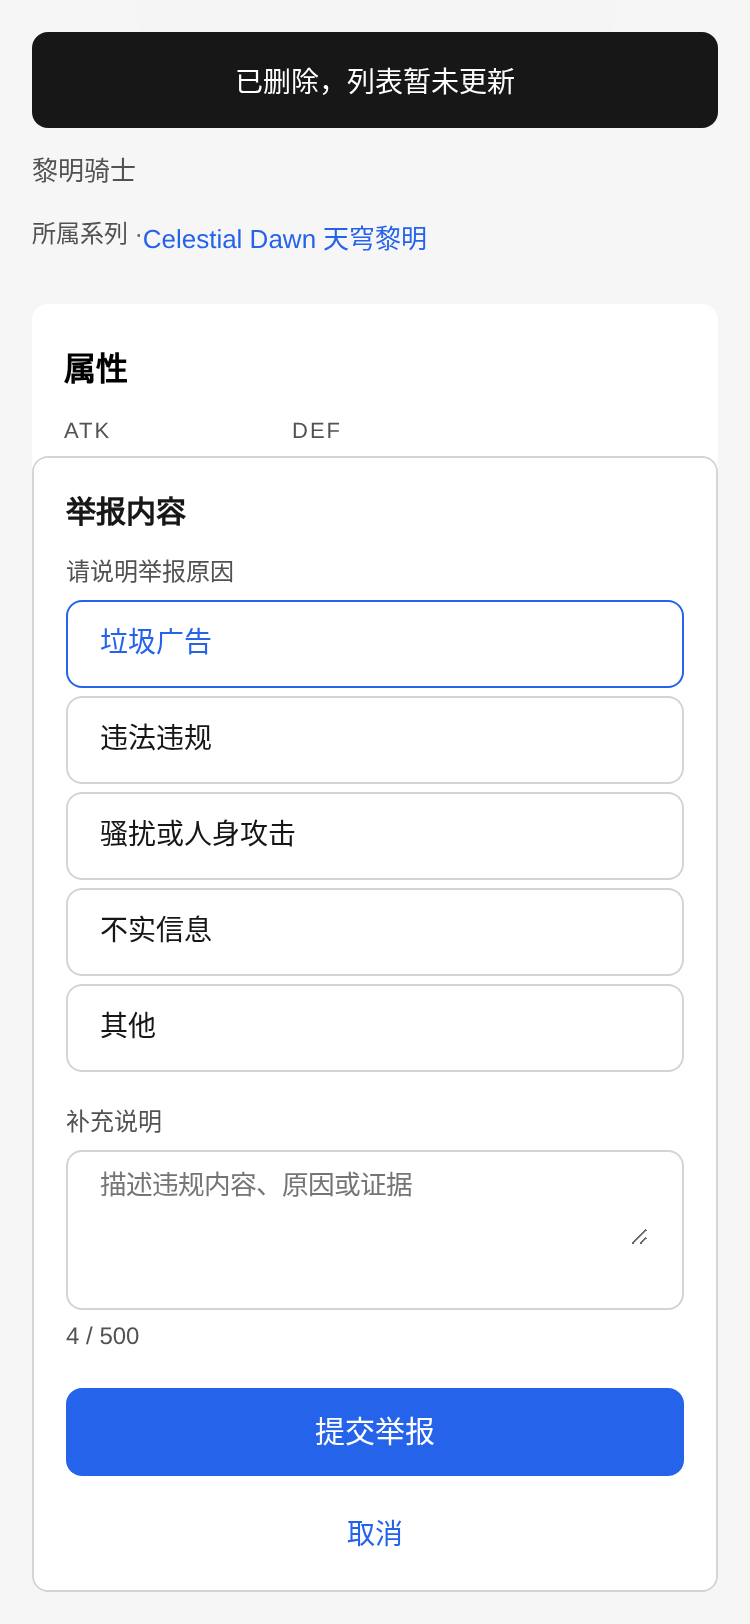 已删除，列表暂未更新
黎明骑士
所属系列 ·Celestial Dawn 天穹黎明
属性
ATK DEF
举报内容
请说明举报原因
垃圾广告
违法违规
骚扰或人身攻击
不实信息
其他
补充说明
描述违规内容、原因或证据
4 / 500
提交举报
取消